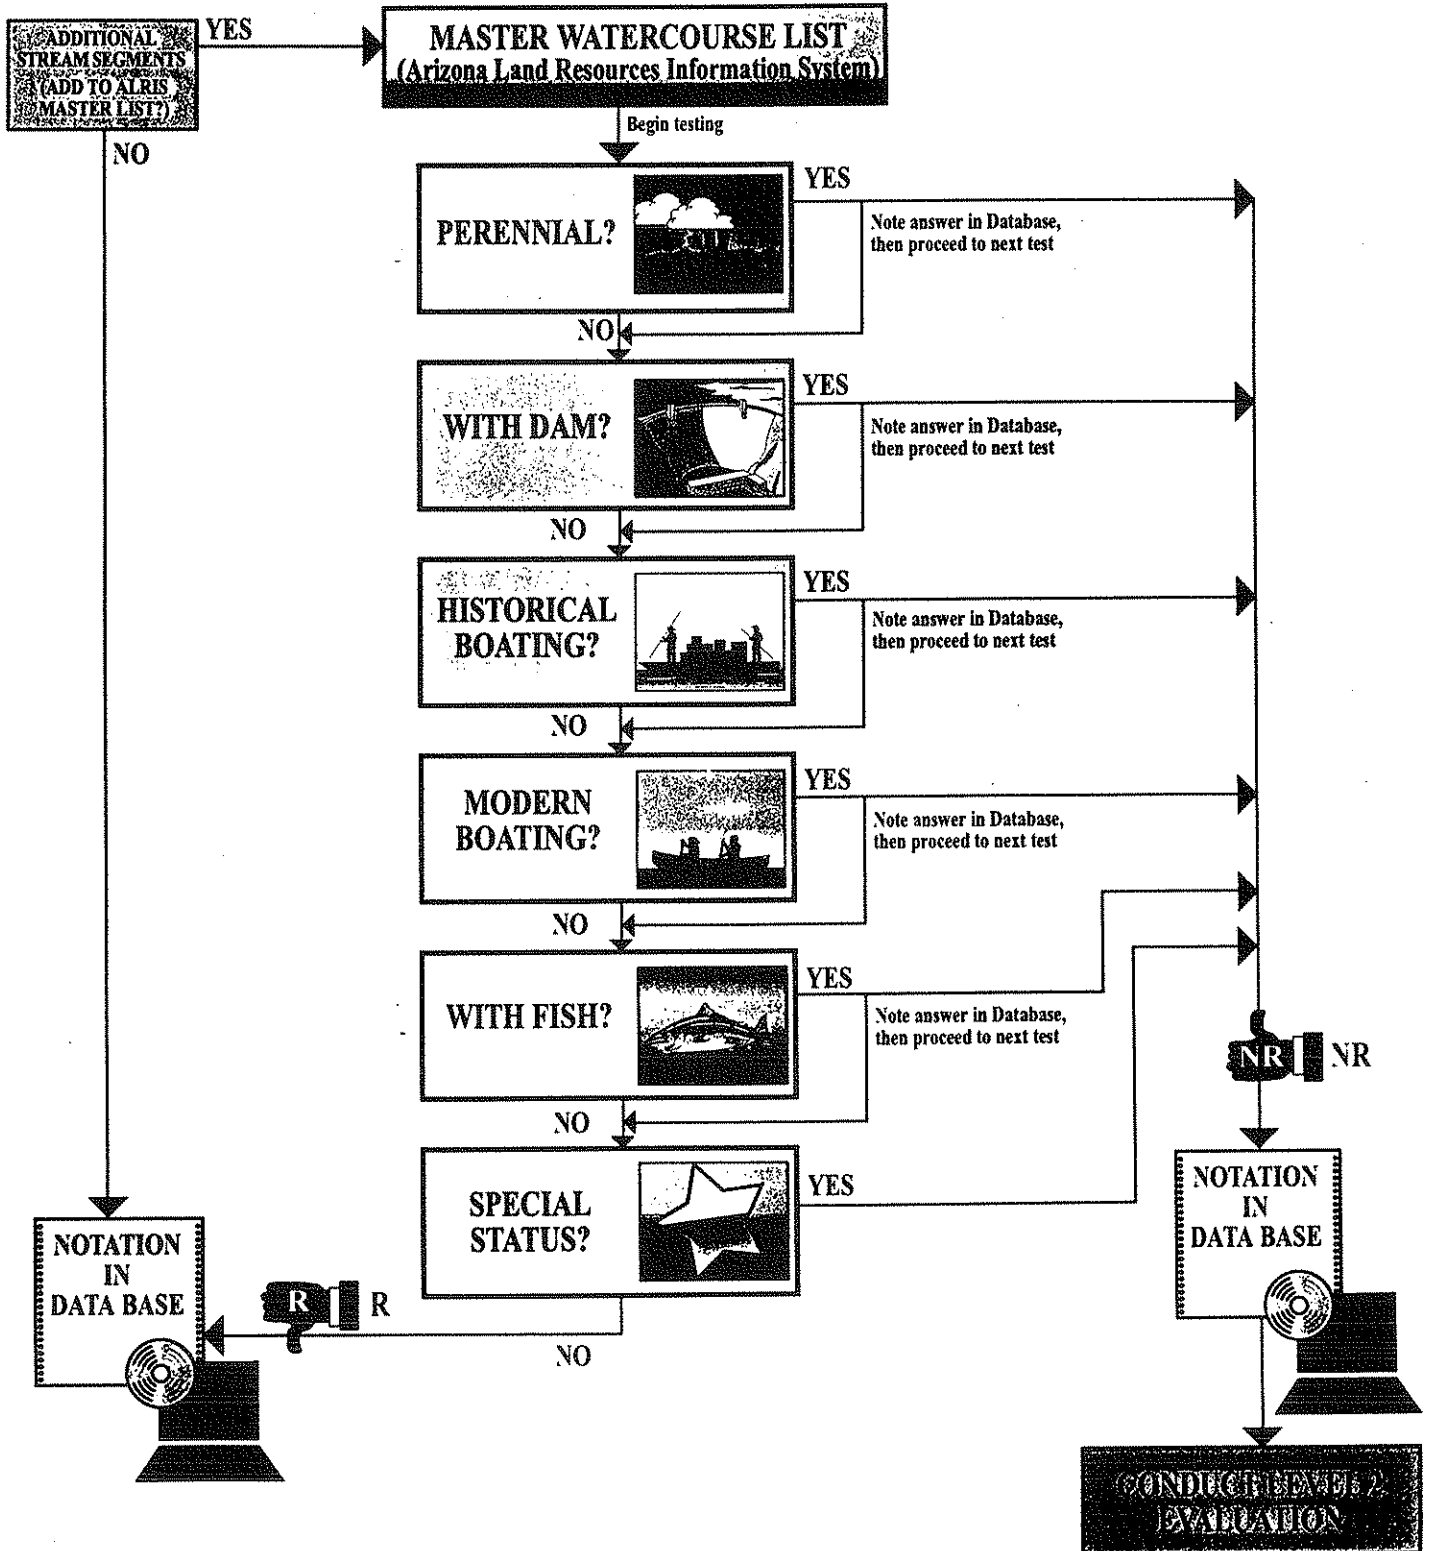 ADDITIONAL
STREAM SEGMENTS
(ADD TO ALRIS
MASTER LIST?)
YES
NO
MASTER WATERCOURSE LIST
(Arizona Land Resources Information System)
Begin testing
PERENNIAL?
YES
Note answer in Database,
then proceed to next test
NO
WITH DAM?
YES
Note answer in Database,
then proceed to next test
NO
HISTORICAL
BOATING?
YES
Note answer in Database,
then proceed to next test
NO
MODERN
BOATING?
YES
Note answer in Database,
then proceed to next test
NO
WITH FISH?
YES
Note answer in Database,
then proceed to next test
NO
SPECIAL
STATUS?
YES
NO
R
R
NOTATION
IN
DATA BASE
NR
NR
NOTATION
IN
DATA BASE
CONDUCT LEVEL 2
EVALUATION